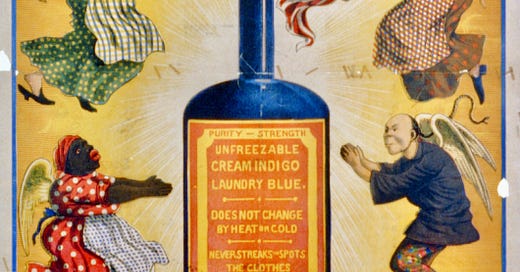 PURITY — STRENGTH
UNFREEZABLE
CREAM INDIGO
LAUNDRY BLUE.
DOES NOT CHANGE
BY HEAT OR COLD
NEVER STREAKS OR SPOTS
THE CLOTHES